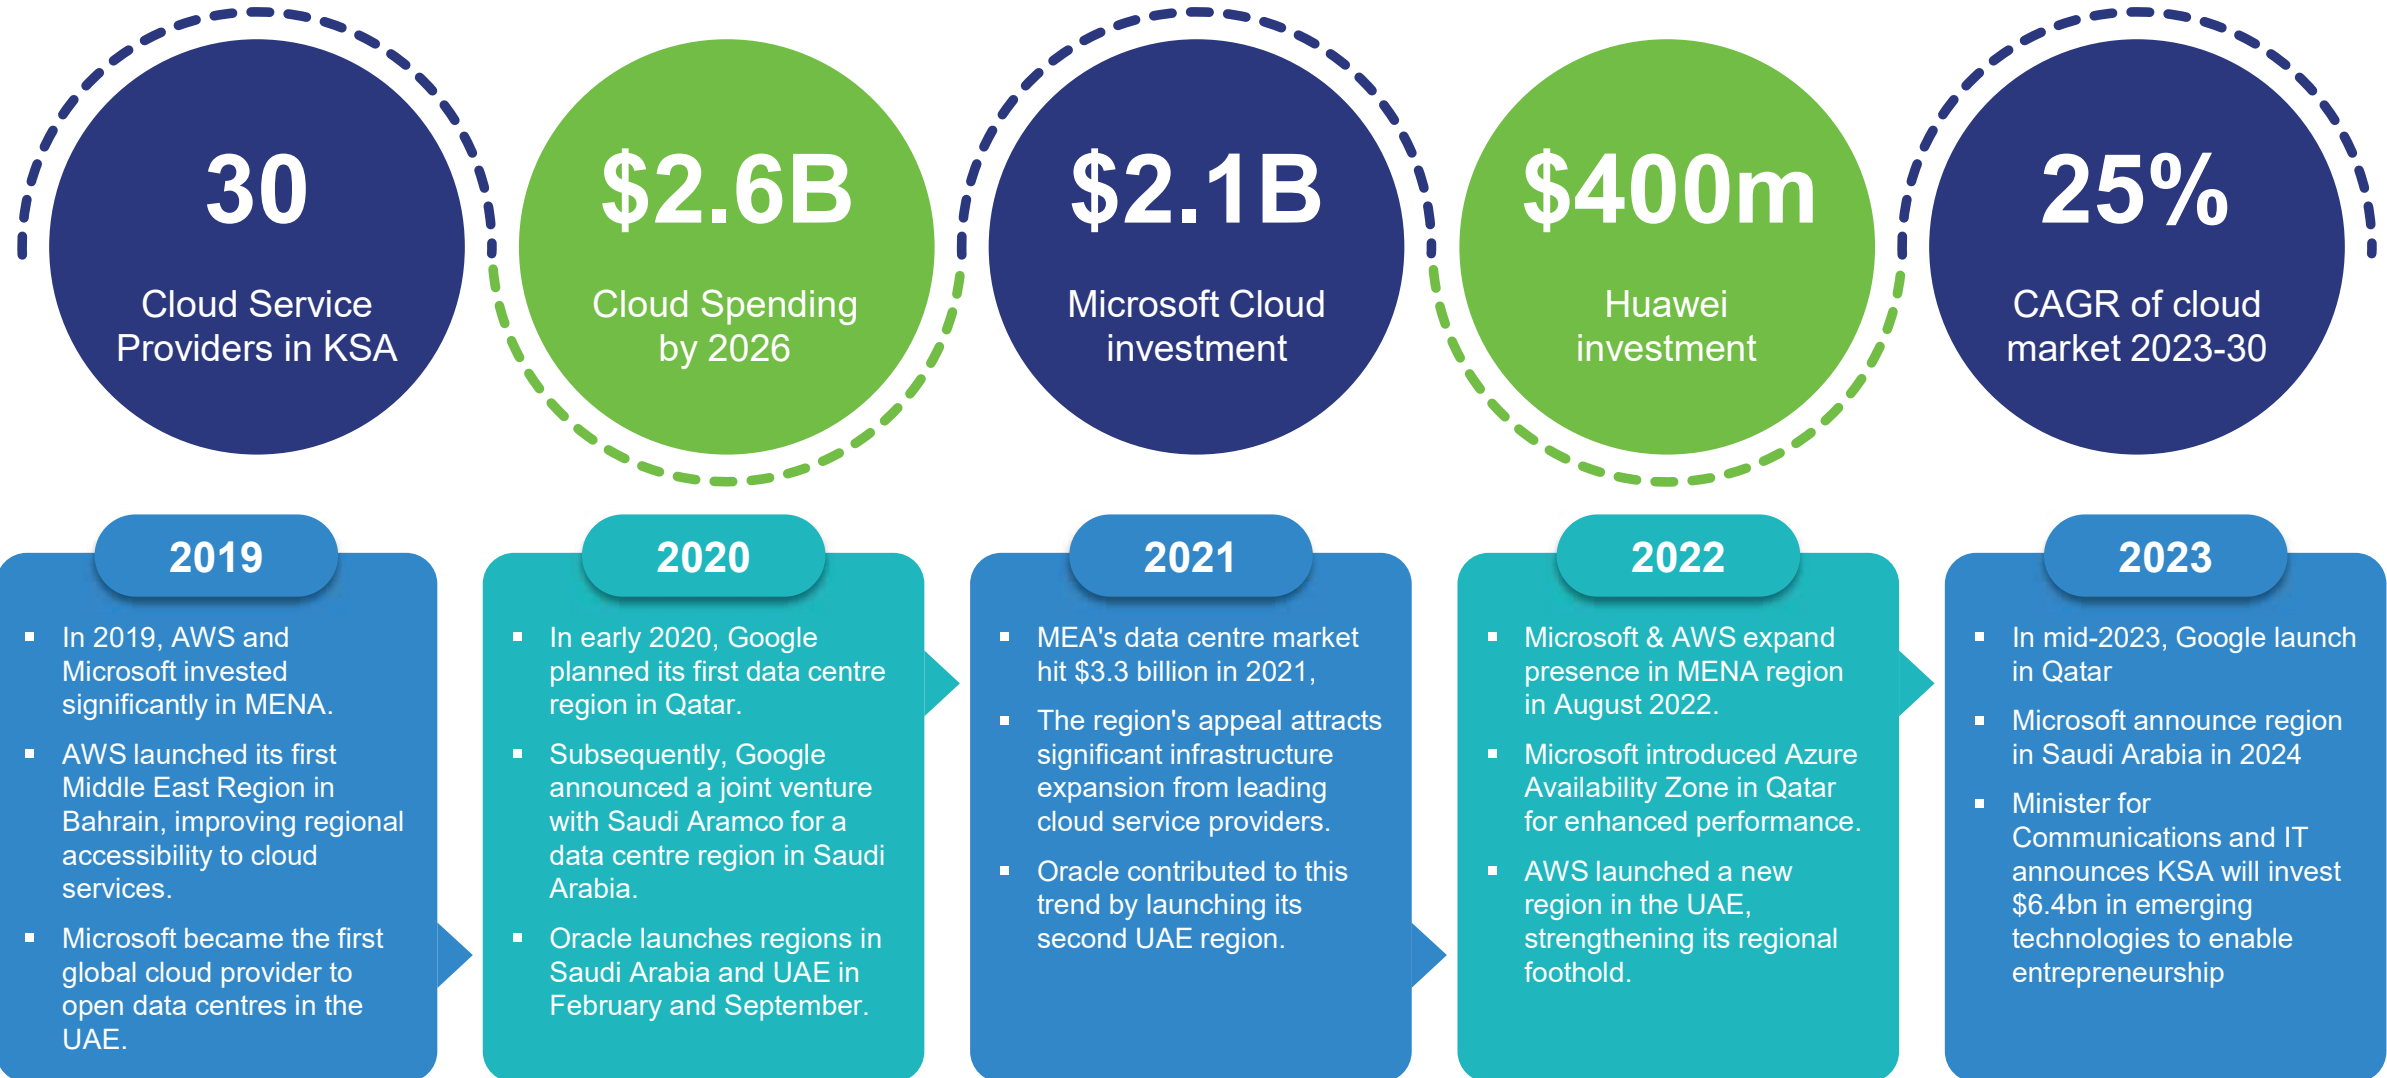 30
Cloud Service
Providers in KSA
$2.6B
Cloud Spending
by 2026
$2.1B
Microsoft Cloud
investment
$400m
Huawei
investment
25%
CAGR of cloud
market 2023-30
2019
In 2019, AWS and
Microsoft invested
significantly in MENA.
AWS launched its first
Middle East Region in
Bahrain, improving regional
accessibility to cloud
services.
Microsoft became the first
global cloud provider to
open data centres in the
UAE.
2020
In early 2020, Google
planned its first data centre
region in Qatar.
Subsequently, Google
announced a joint venture
with Saudi Aramco for a
data centre region in Saudi
Arabia.
Oracle launches regions in
Saudi Arabia and UAE in
February and September.
2021
MEA's data centre market
hit $3.3 billion in 2021,
The region's appeal attracts
significant infrastructure
expansion from leading
cloud service providers.
Oracle contributed to this
trend by launching its
second UAE region.
2022
Microsoft & AWS expand
presence in MENA region
in August 2022.
Microsoft introduced Azure
Availability Zone in Qatar
for enhanced performance.
AWS launched a new
region in the UAE,
strengthening its regional
foothold.
2023
In mid-2023, Google launch
in Qatar
Microsoft announce region
in Saudi Arabia in 2024
Minister for
Communications and IT
announces KSA will invest
$6.4bn in emerging
technologies to enable
entrepreneurship